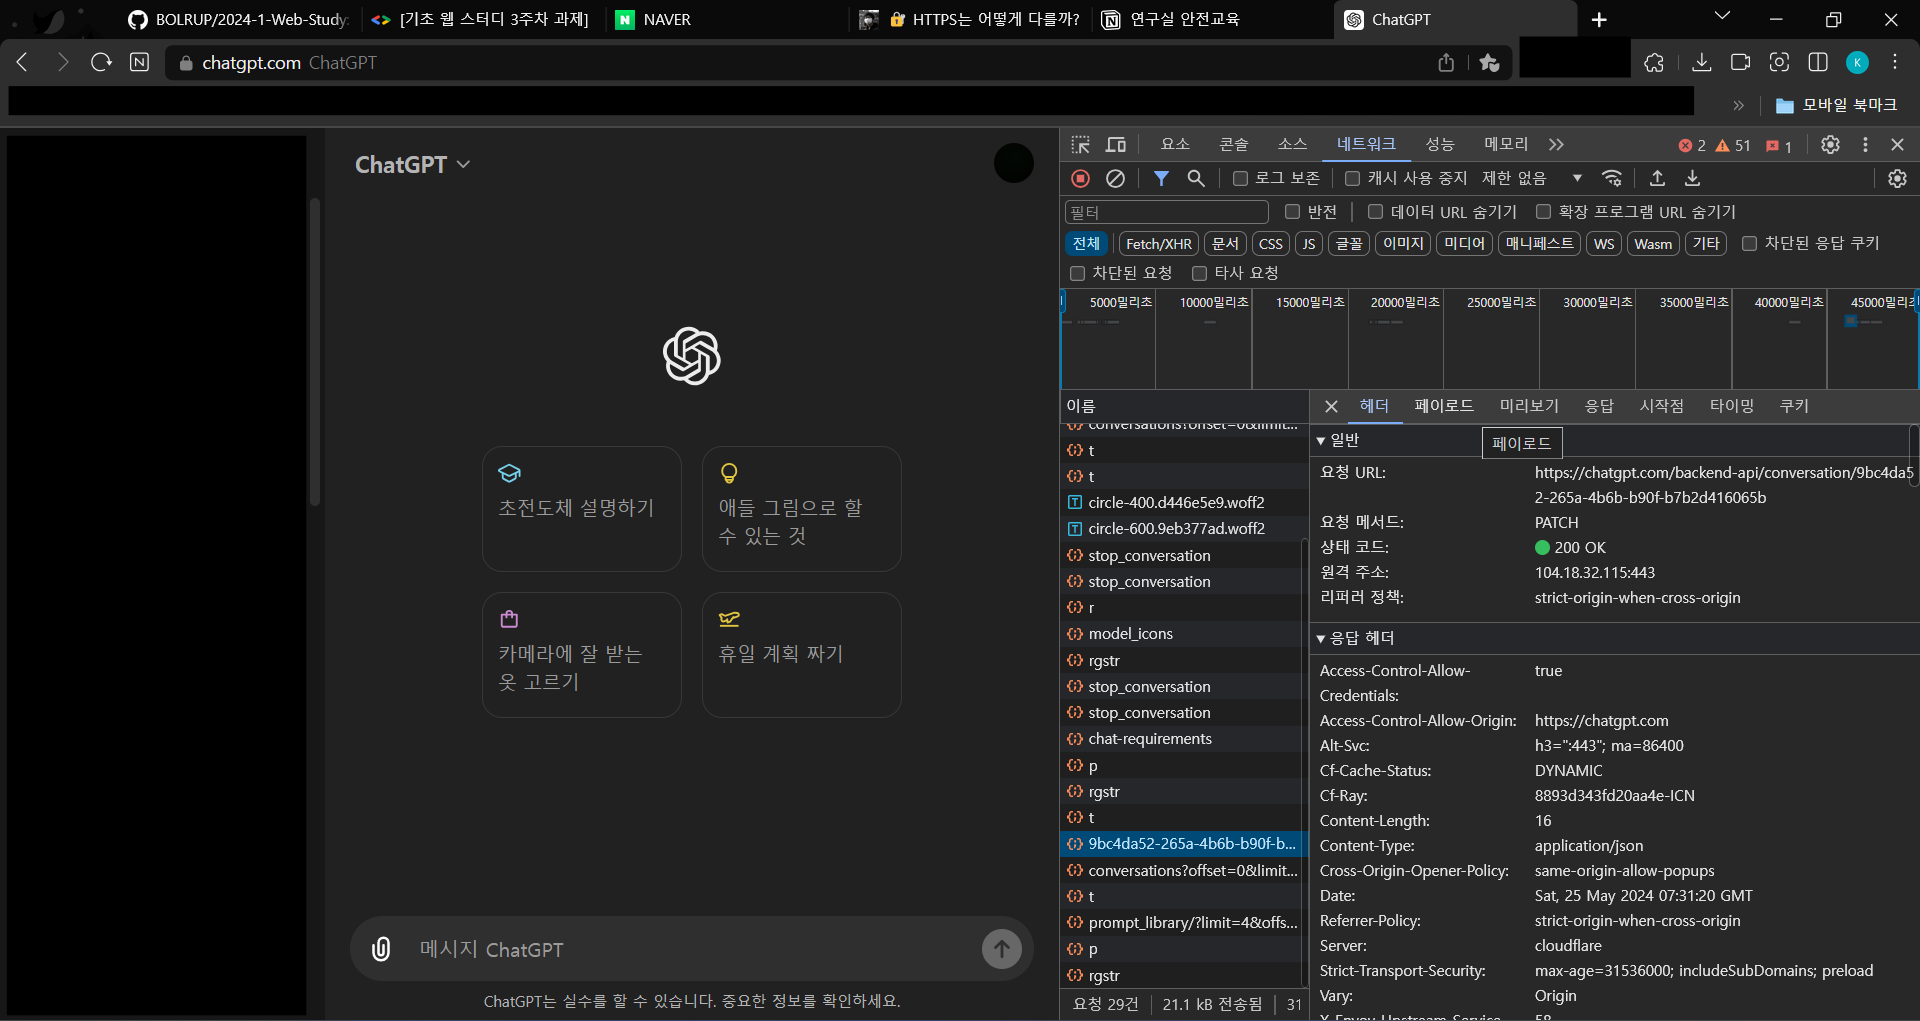 BOLRUP/2024-1-Web-Study:
[기초 웹 스터디 3주차 과제]
NAVER
HTTPS는 어떻게 다를까?
연구실 안전교육
ChatGPT
chatgpt.com ChatGPT
K
모바일 북마크
ChatGPT
초전도체 설명하기
애들 그림으로 할
수 있는 것
카메라에 잘 받는
옷 고르기
휴일 계획 짜기
메시지 ChatGPT
ChatGPT는 실수를 할 수 있습니다. 중요한 정보를 확인하세요.
요소 콘솔 소스 네트워크 성능 메모리 2 51 1
로그 보존 캐시 사용 중지 제한 없음
필터 반전 데이터 URL 숨기기 확장 프로그램 URL 숨기기
전체 Fetch/XHR 문서 CSS JS 글꼴 이미지 미디어 매니페스트 WS Wasm 기타 차단된 응답 쿠키
차단된 요청 타사 요청
5000밀리초 10000밀리초 15000밀리초 20000밀리초 25000밀리초 30000밀리초 35000밀리초 40000밀리초 45000밀리초
이름
conversations?offset=0&limit...
t
t
circle-400.d446e5e9.woff2
circle-600.9eb377ad.woff2
stop_conversation
stop_conversation
r
model_icons
rgstr
stop_conversation
stop_conversation
chat-requirements
p
rgstr
t
9bc4da52-265a-4b6b-b90f-b...
conversations?offset=0&limit...
t
prompt_library/?limit=4&offs...
p
rgstr
요청 29건 21.1 kB 전송됨 31
헤더 페이로드 미리보기 응답 시작점 타이밍 쿠키
일반
페이로드
요청 URL: https://chatgpt.com/backend-api/conversation/9bc4da5
2-265a-4b6b-b90f-b7b2d416065b
요청 메서드: PATCH
상태 코드: 200 OK
원격 주소: 104.18.32.115:443
리퍼러 정책: strict-origin-when-cross-origin
응답 헤더
Access-Control-Allow- true
Credentials:
Access-Control-Allow-Origin: https://chatgpt.com
Alt-Svc: h3=":443"; ma=86400
Cf-Cache-Status: DYNAMIC
Cf-Ray: 8893d343fd20aa4e-ICN
Content-Length: 16
Content-Type: application/json
Cross-Origin-Opener-Policy: same-origin-allow-popups
Date: Sat, 25 May 2024 07:31:20 GMT
Referrer-Policy: strict-origin-when-cross-origin
Server: cloudflare
Strict-Transport-Security: max-age=31536000; includeSubDomains; preload
Vary: Origin
X-Envoy-Upstream-Service- 58